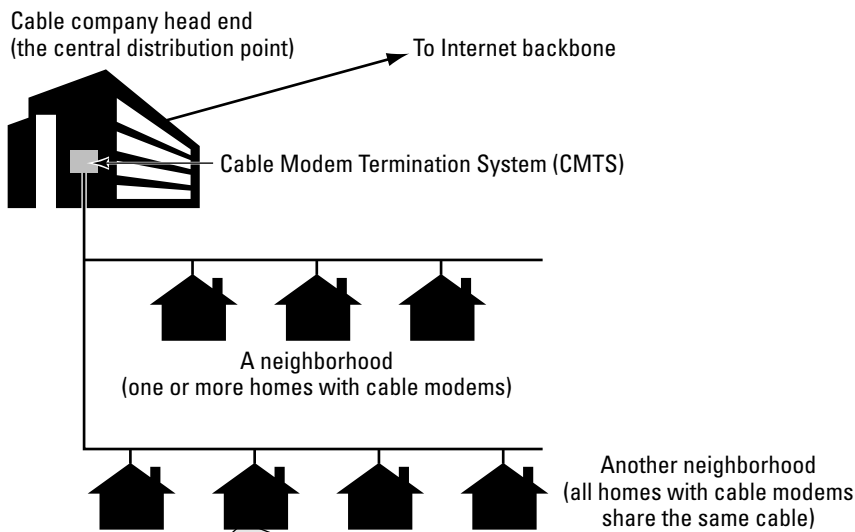 Cable company head end
(the central distribution point)
To Internet backbone
Cable Modem Termination System (CMTS)
A neighborhood
(one or more homes with cable modems)
Another neighborhood
(all homes with cable modems
share the same cable)